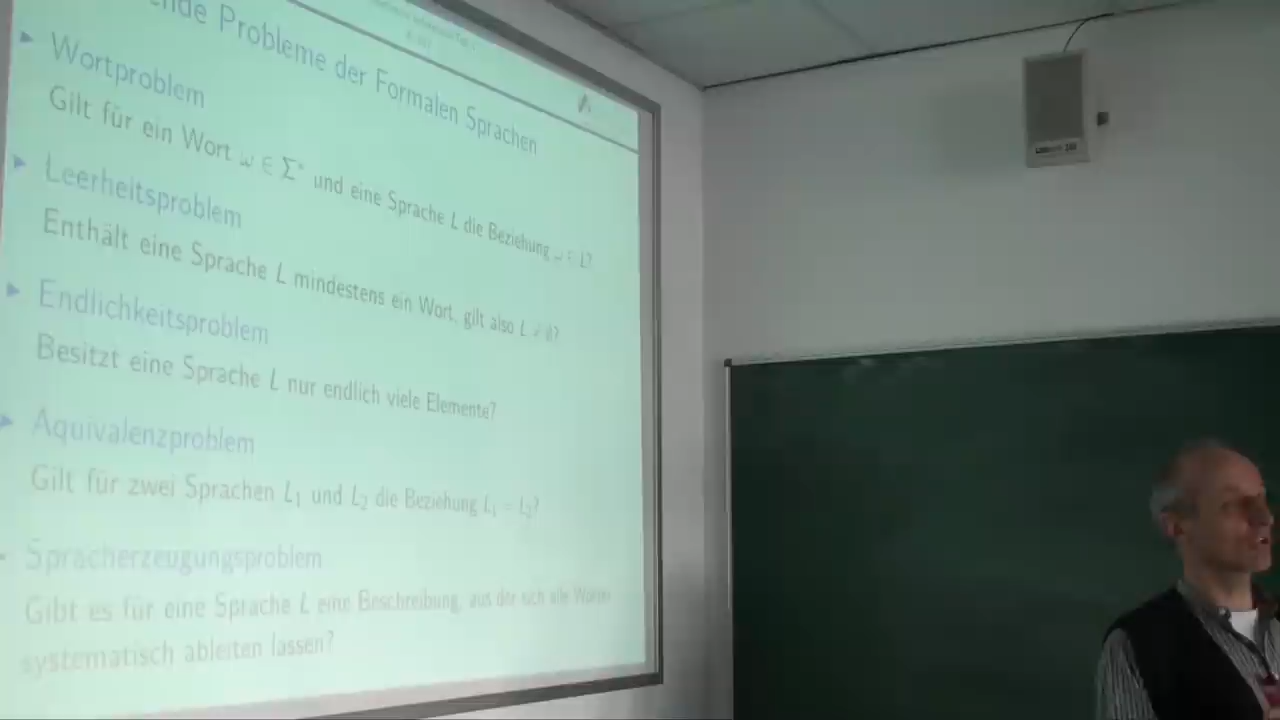 Probleme der Formalen Sprachen
Wortproblem
Gilt für ein Wort ω ∈ Σ* und eine Sprache L die Beziehung ω ∈ L?
Leerheitsproblem
Enthält eine Sprache L mindestens ein Wort, gilt also L ≠ ∅?
Endlichkeitsproblem
Besitzt eine Sprache L nur endlich viele Elemente?
Äquivalenzproblem
Gilt für zwei Sprachen L₁ und L₂ die Beziehung L₁ = L₂?
Spracherzeugungsproblem
Gibt es für eine Sprache L eine Beschreibung, aus der sich alle Wörter
systematisch ableiten lassen?